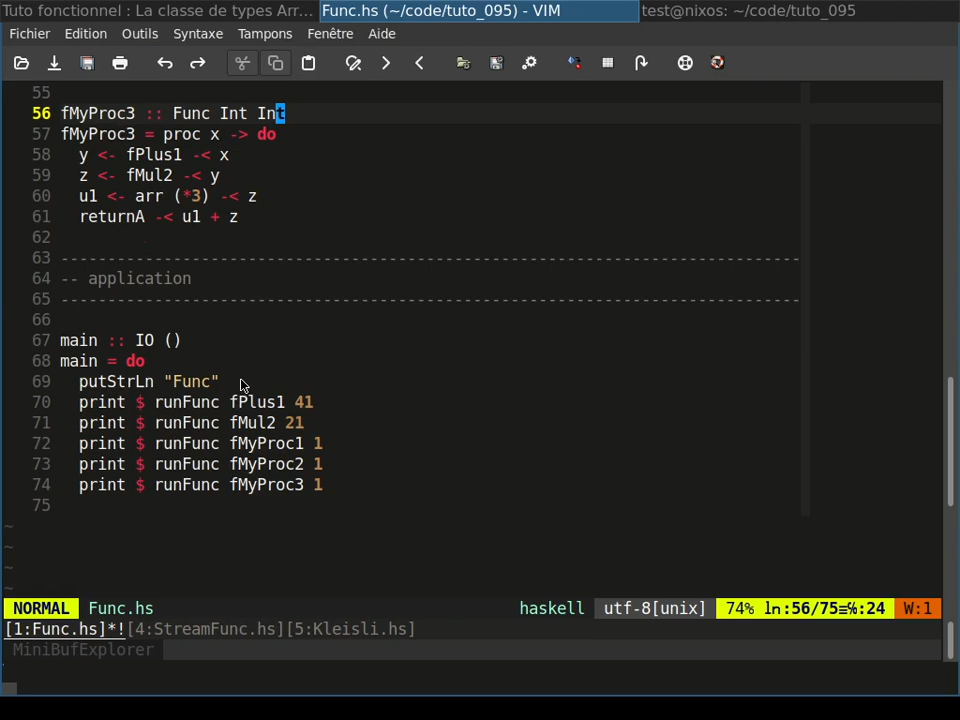 Tuto fonctionnel : La classe de types Arr... Func.hs (~/code/tuto_095) - VIM test@nixos: ~/code/tuto_095
Fichier Edition Outils Syntaxe Tampons Fenêtre Aide
55
56 fMyProc3 :: Func Int Int
57 fMyProc3 = proc x -> do
58   y <- fPlus1 -< x
59   z <- fMul2 -< y
60   u1 <- arr (*3) -< z
61   returnA -< u1 + z
62
63 -------------------------------------------------------------------------------
64 -- application
65 -------------------------------------------------------------------------------
66
67 main :: IO ()
68 main = do
69   putStrLn "Func"
70   print $ runFunc fPlus1 41
71   print $ runFunc fMul2 21
72   print $ runFunc fMyProc1 1
73   print $ runFunc fMyProc2 1
74   print $ runFunc fMyProc3 1
75
~
~
~
~
NORMAL Func.hs haskell utf-8[unix] 74% ln:56/75≡℅:24 W:1
[1:Func.hs]*![4:StreamFunc.hs][5:Kleisli.hs]
MiniBufExplorer